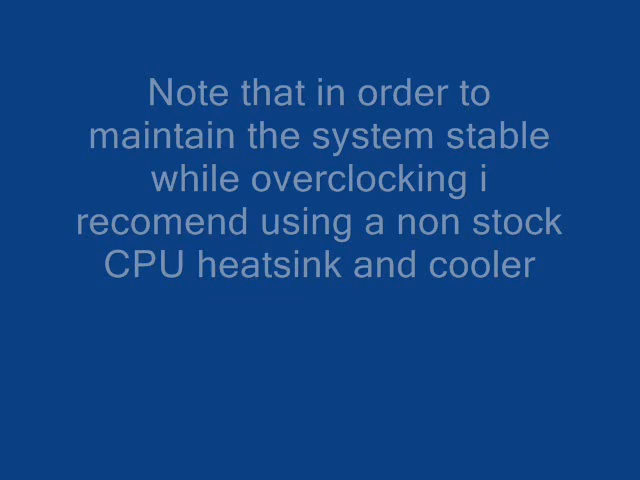 Note that in order to
maintain the system stable
while overclocking i
recomend using a non stock
CPU heatsink and cooler